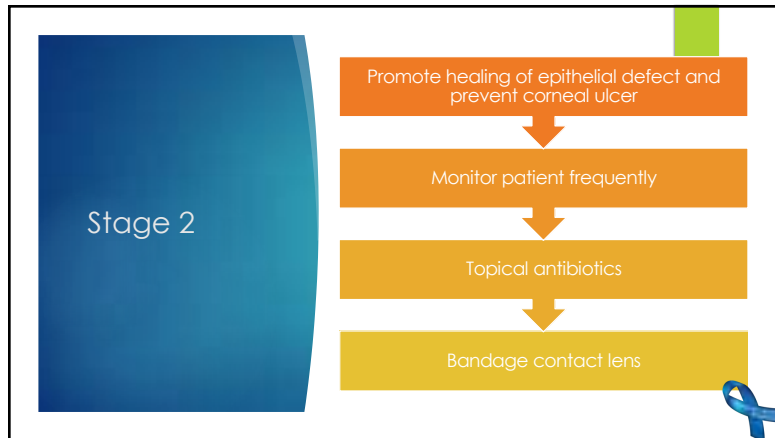 Stage 2
Promote healing of epithelial defect and
prevent corneal ulcer
Monitor patient frequently
Topical antibiotics
Bandage contact lens